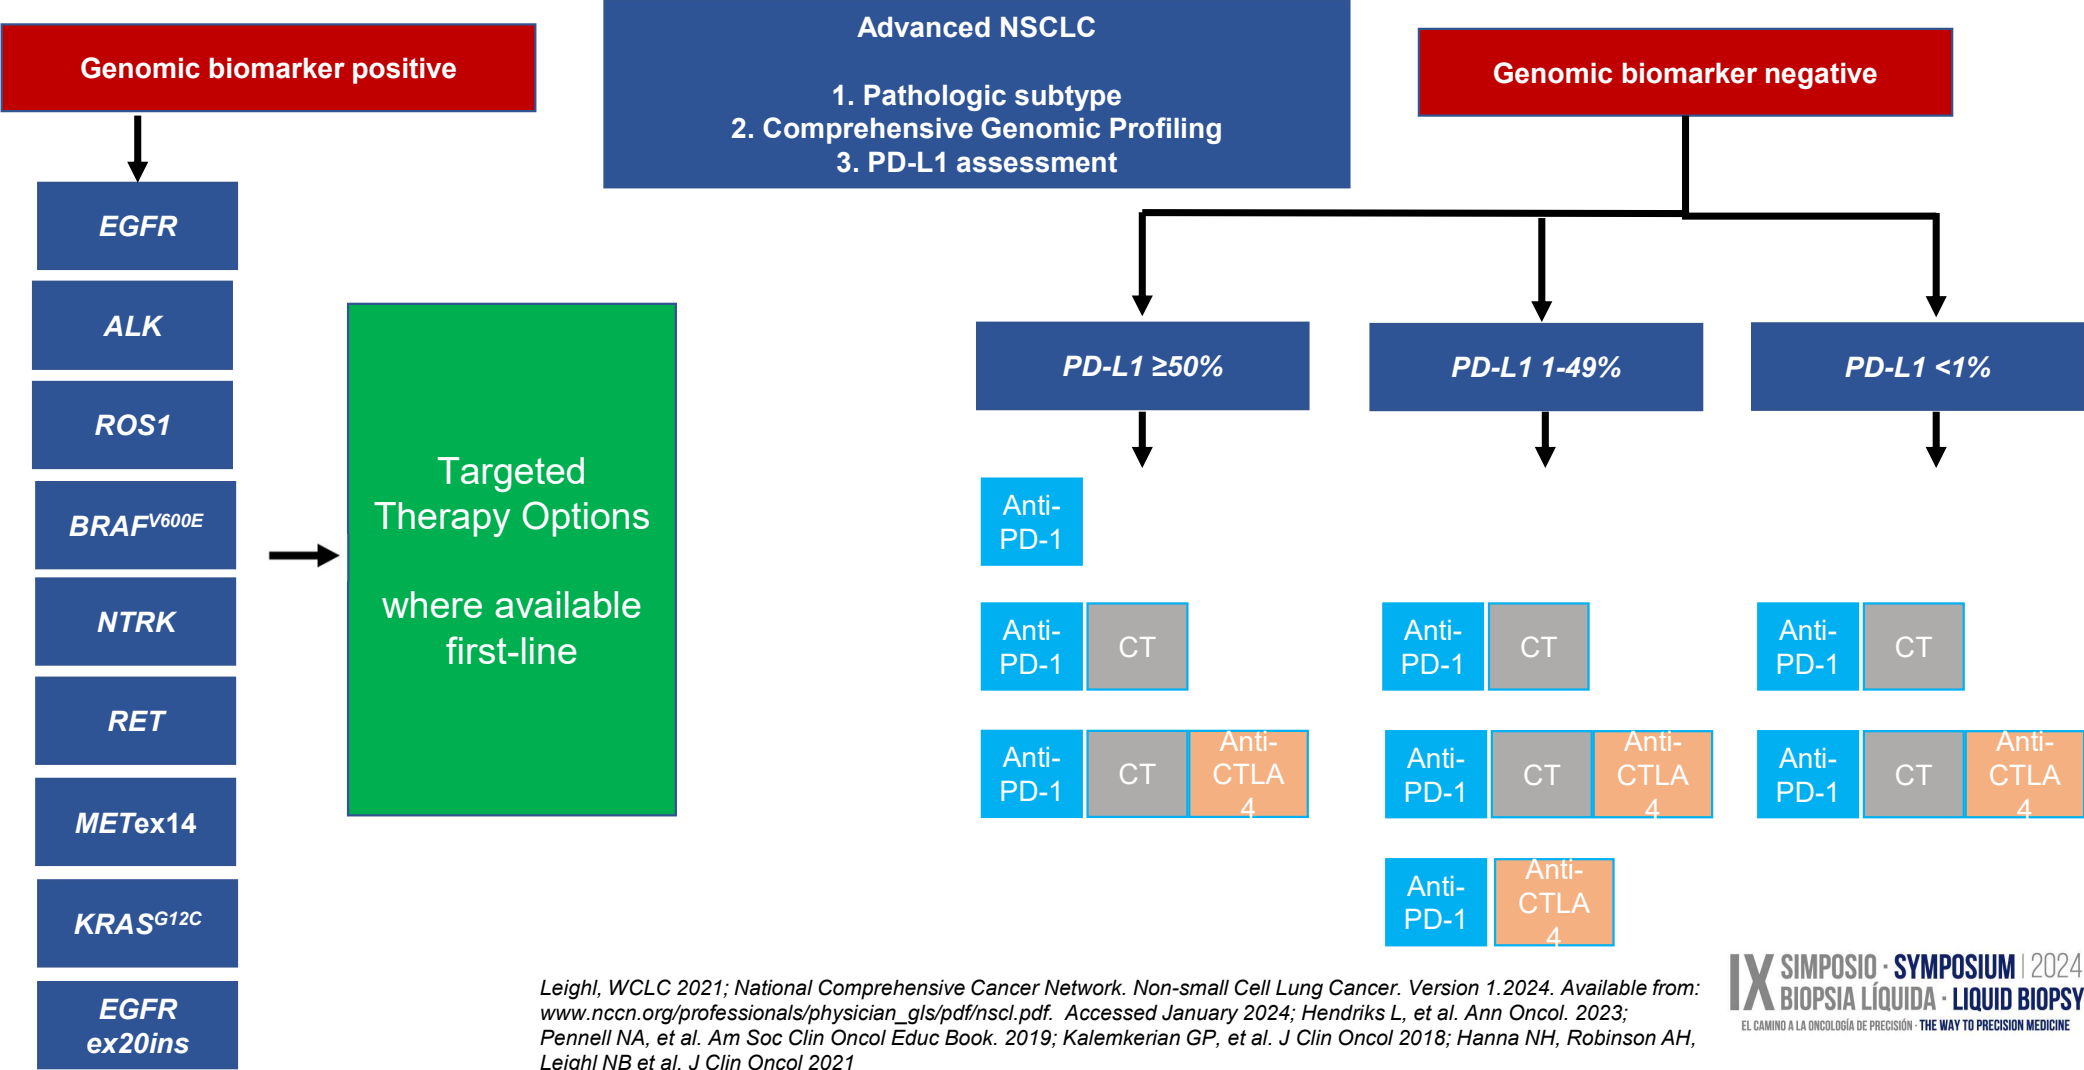 Advanced NSCLC
1. Pathologic subtype
2. Comprehensive Genomic Profiling
3. PD-L1 assessment
Genomic biomarker positive
EGFR
ALK
ROS1
BRAFV600E
NTRK
RET
METex14
KRASG12C
EGFR
ex20ins
Targeted
Therapy Options
where available
first-line
Genomic biomarker negative
PD-L1 ≥50%
Anti-
PD-1
Anti-
PD-1
CT
Anti-
PD-1
CT
Anti-
CTLA
4
PD-L1 1-49%
Anti-
PD-1
CT
Anti-
PD-1
CT
Anti-
CTLA
4
Anti-
PD-1
Anti-
CTLA
4
PD-L1 <1%
Anti-
PD-1
CT
Anti-
PD-1
CT
Anti-
CTLA
4
Leighl, WCLC 2021; National Comprehensive Cancer Network. Non-small Cell Lung Cancer. Version 1.2024. Available from:
www.nccn.org/professionals/physician_gls/pdf/nscl.pdf. Accessed January 2024; Hendriks L, et al. Ann Oncol. 2023;
Pennell NA, et al. Am Soc Clin Oncol Educ Book. 2019; Kalemkerian GP, et al. J Clin Oncol 2018; Hanna NH, Robinson AH,
Leighl NB et al. J Clin Oncol 2021
IX SIMPOSIO · SYMPOSIUM | 2024
BIOPSIA LÍQUIDA · LIQUID BIOPSY
EL CAMINO A LA ONCOLOGÍA DE PRECISIÓN · THE WAY TO PRECISION MEDICINE